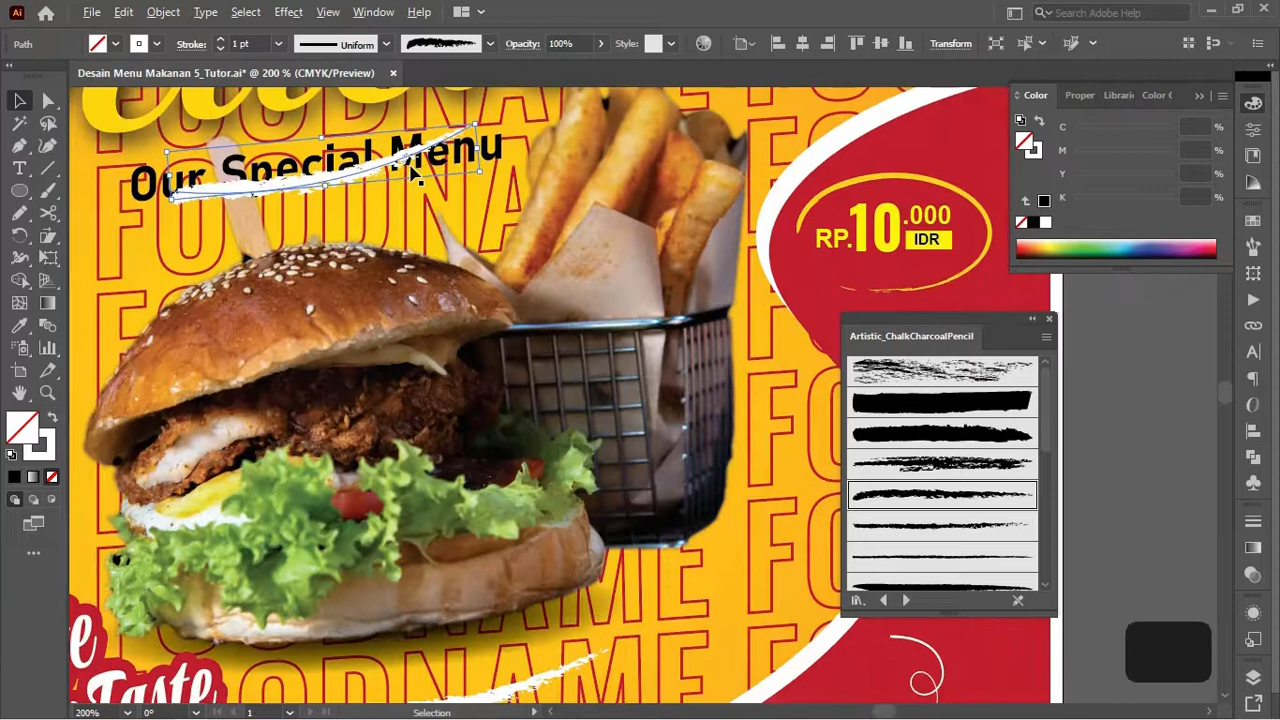 Ai File Edit Object Type Select Effect View Window Help Search Adobe Help
Path Stroke: 1 pt Uniform Opacity: 100% Style: Transform
Desain Menu Makanan 5_Tutor.ai* @ 200 % (CMYK/Preview) ×
Color Proper Librari Color C
C %
M %
Y %
K %
Our Special Menu
RP.10.000
IDR
Artistic_ChalkCharcoalPencil
FOODNAME
Taste
200% 0° 1 Selection